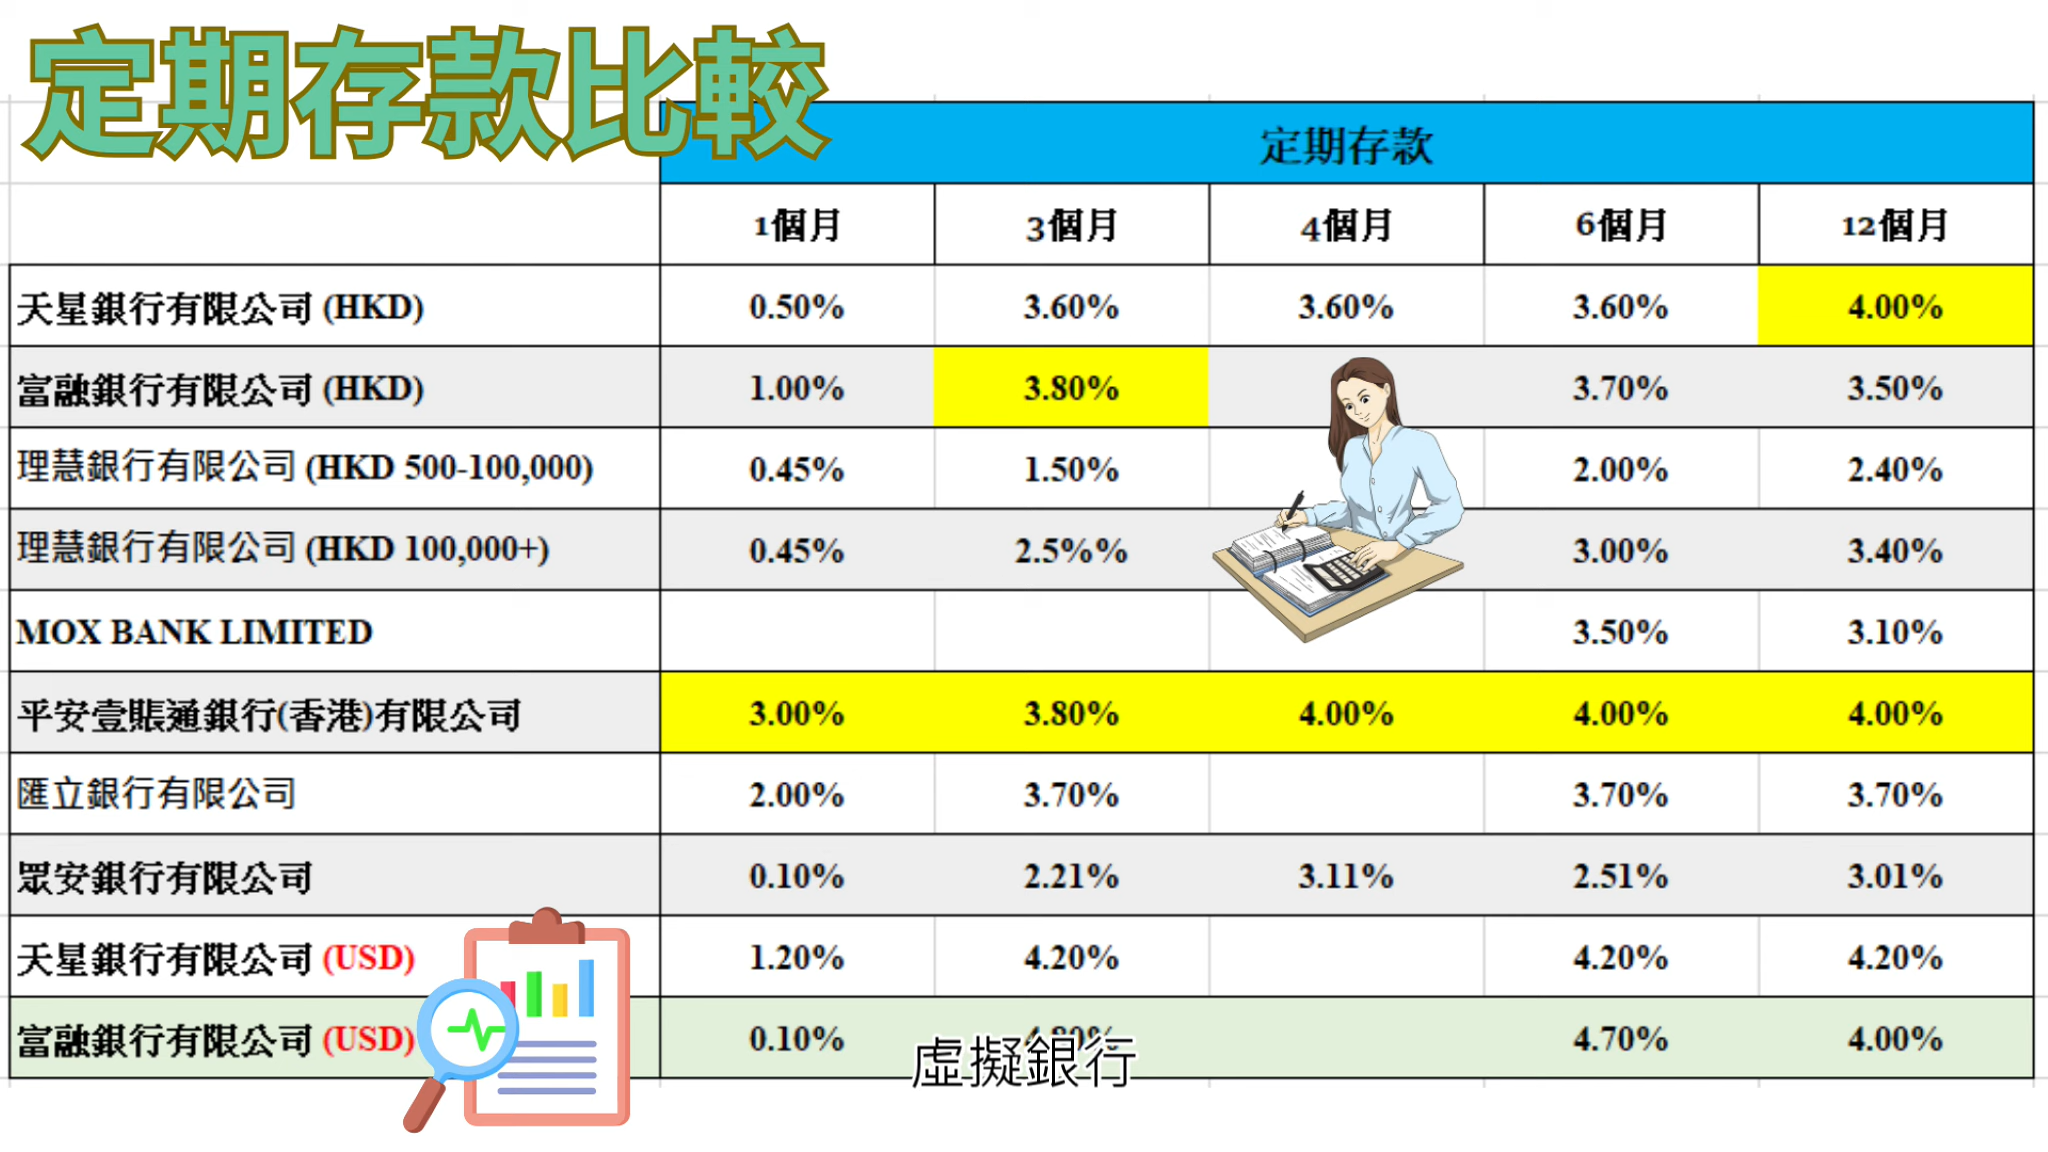 定期存款比較
定期存款
1個月 3個月 4個月 6個月 12個月
天星銀行有限公司 (HKD) 0.50% 3.60% 3.60% 3.60% 4.00%
富融銀行有限公司 (HKD) 1.00% 3.80% 3.70% 3.50%
理慧銀行有限公司 (HKD 500-100,000) 0.45% 1.50% 2.00% 2.40%
理慧銀行有限公司 (HKD 100,000+) 0.45% 2.5%% 3.00% 3.40%
MOX BANK LIMITED 3.50% 3.10%
平安壹賬通銀行(香港)有限公司 3.00% 3.80% 4.00% 4.00% 4.00%
匯立銀行有限公司 2.00% 3.70% 3.70% 3.70%
眾安銀行有限公司 0.10% 2.21% 3.11% 2.51% 3.01%
天星銀行有限公司 (USD) 1.20% 4.20% 4.20% 4.20%
富融銀行有限公司 (USD) 0.10% 4.70% 4.00%
虛擬銀行